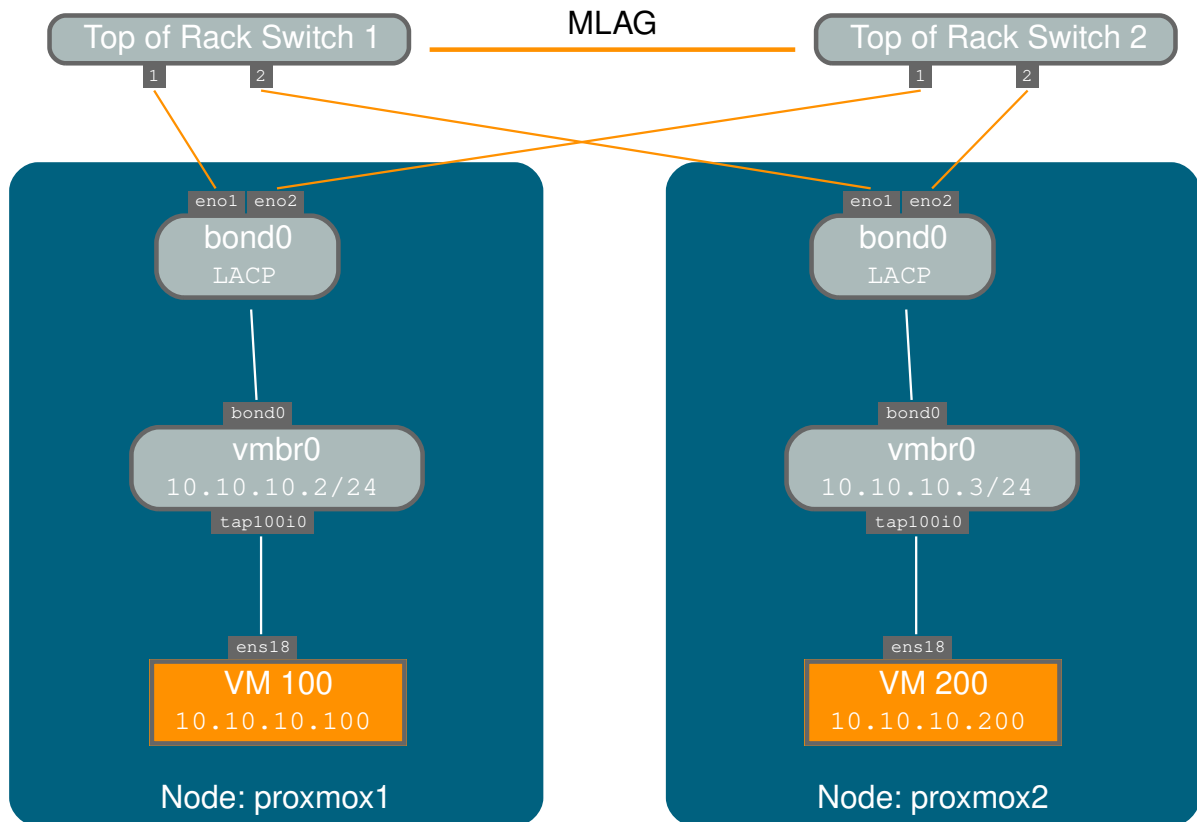 MLAG
Top of Rack Switch 1
Top of Rack Switch 2
1
2
1
2
eno1
eno2
bond0
LACP
bond0
vmbr0
10.10.10.2/24
tap100i0
ens18
VM 100
10.10.10.100
Node: proxmox1
eno1
eno2
bond0
LACP
bond0
vmbr0
10.10.10.3/24
tap100i0
ens18
VM 200
10.10.10.200
Node: proxmox2